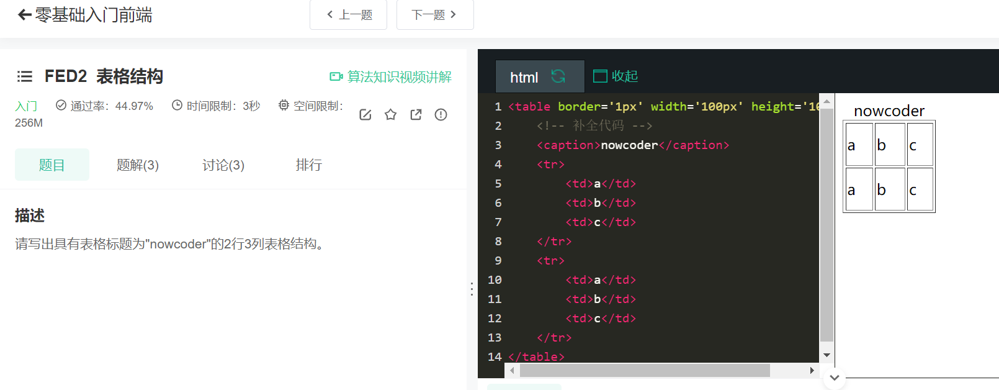 零基础入门前端
上一题
下一题
FED2 表格结构
算法知识视频讲解
入门 通过率：44.97% 时间限制：3秒 空间限制：
256M
题目 题解(3) 讨论(3) 排行
描述
请写出具有表格标题为"nowcoder"的2行3列表格结构。
html 收起
1 <table border='1px' width='100px' height='10
2 <!-- 补全代码 -->
3 <caption>nowcoder</caption>
4 <tr>
5 <td>a</td>
6 <td>b</td>
7 <td>c</td>
8 </tr>
9 <tr>
10 <td>a</td>
11 <td>b</td>
12 <td>c</td>
13 </tr>
14 </table>
nowcoder
a b c
a b c